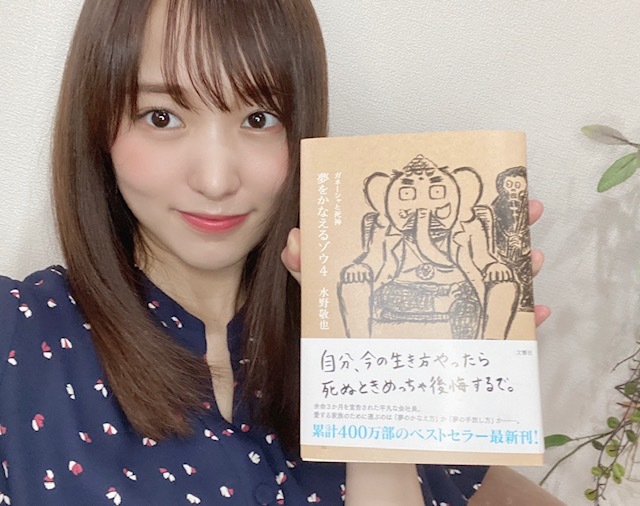 ガネーシャと死神
夢をかなえるゾウ4
水野敬也
文響社
自分、今の生き方やったら
死ぬときめっちゃ後悔するで。
余命3か月を宣告された平凡な会社員。
愛する家族のために選ぶのは「夢のかなえ方」か「夢の手放し方」か――。
累計400万部のベストセラー最新刊!